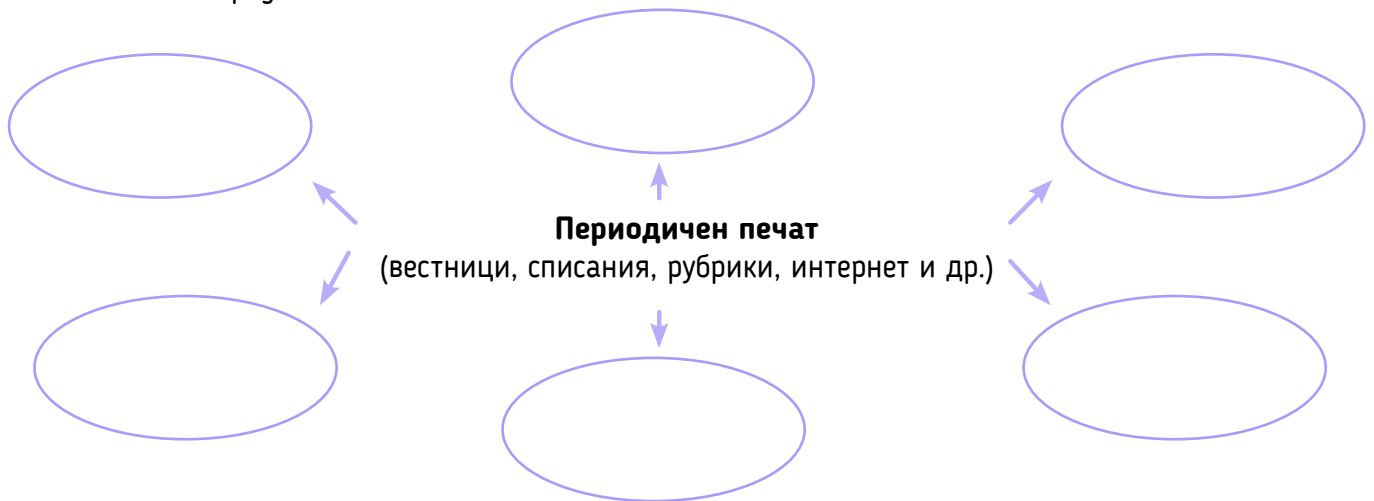 Периодичен печат
(вестници, списания, рубрики, интернет и др.)